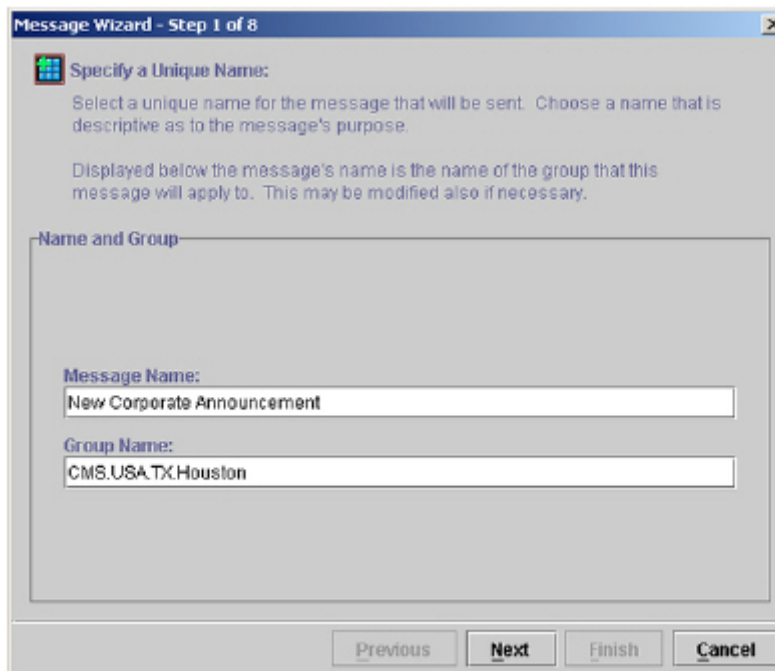 Message Wizard - Step 1 of 8
Specify a Unique Name:
Select a unique name for the message that will be sent. Choose a name that is
descriptive as to the message's purpose.
Displayed below the message's name is the name of the group that this
message will apply to. This may be modified also if necessary.
Name and Group
Message Name:
New Corporate Announcement
Group Name:
CMS.USA.TX.Houston
Previous Next Finish Cancel